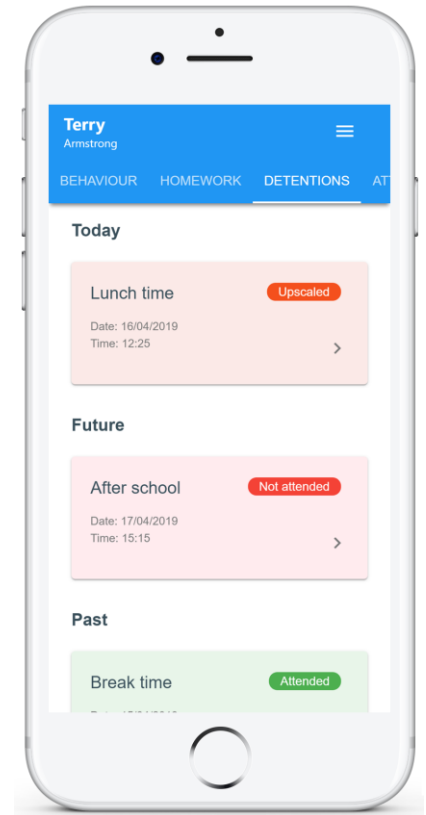 Terry
Armstrong
BEHAVIOUR HOMEWORK DETENTIONS
Today
Lunch time Upscaled
Date: 16/04/2019
Time: 12:25
Future
After school Not attended
Date: 17/04/2019
Time: 15:15
Past
Break time Attended